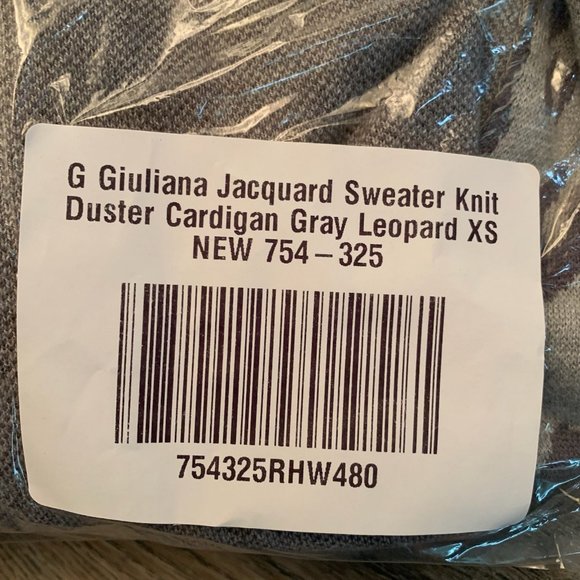 G Giuliana Jacquard Sweater Knit
Duster Cardigan Gray Leopard XS
NEW 754-325
754325RHW480